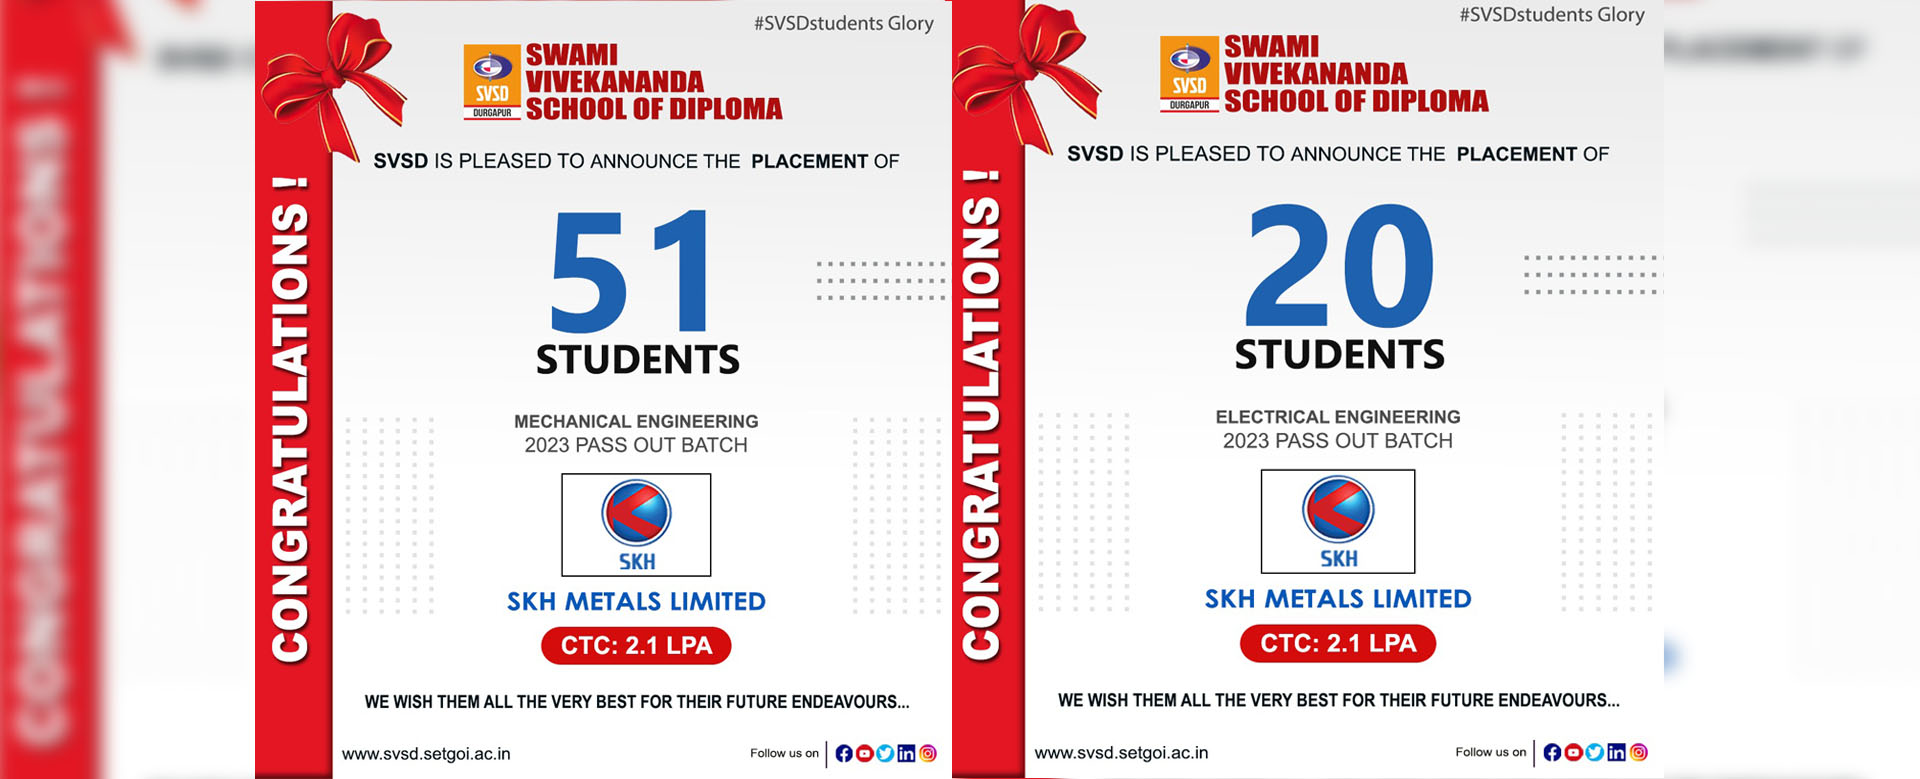 #SVSDstudents Glory
SVSD
DURGAPUR
SWAMI
VIVEKANANDA
SCHOOL OF DIPLOMA
SVSD IS PLEASED TO ANNOUNCE THE PLACEMENT OF
51
STUDENTS
MECHANICAL ENGINEERING
2023 PASS OUT BATCH
SKH
SKH METALS LIMITED
CTC: 2.1 LPA
WE WISH THEM ALL THE VERY BEST FOR THEIR FUTURE ENDEAVOURS...
www.svsd.setgoi.ac.in
Follow us on
CONGRATULATIONS !
#SVSDstudents Glory
SVSD
DURGAPUR
SWAMI
VIVEKANANDA
SCHOOL OF DIPLOMA
SVSD IS PLEASED TO ANNOUNCE THE PLACEMENT OF
20
STUDENTS
ELECTRICAL ENGINEERING
2023 PASS OUT BATCH
SKH
SKH METALS LIMITED
CTC: 2.1 LPA
WE WISH THEM ALL THE VERY BEST FOR THEIR FUTURE ENDEAVOURS...
www.svsd.setgoi.ac.in
Follow us on
CONGRATULATIONS !